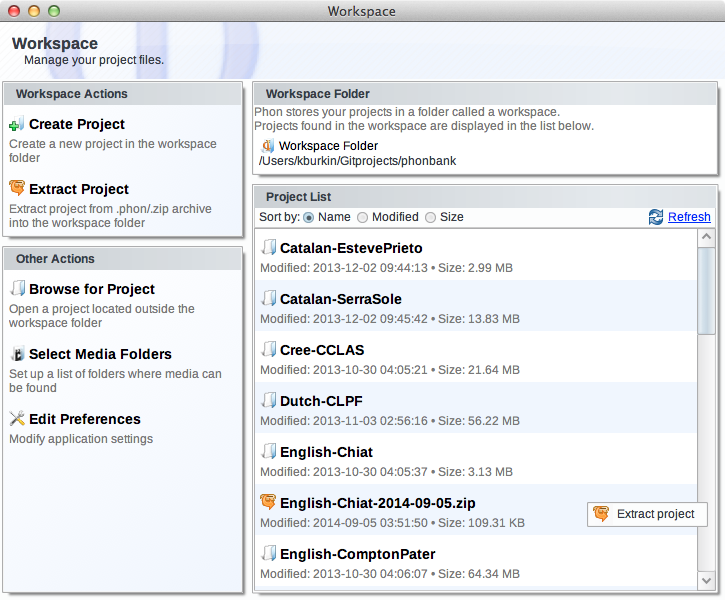 Workspace
Workspace
Manage your project files.
Workspace Actions
Create Project
Create a new project in the workspace
folder
Extract Project
Extract project from .phon/.zip archive
into the workspace folder
Other Actions
Browse for Project
Open a project located outside the
workspace folder
Select Media Folders
Set up a list of folders where media can
be found
Edit Preferences
Modify application settings
Workspace Folder
Phon stores your projects in a folder called a workspace.
Projects found in the workspace are displayed in the list below.
Workspace Folder
/Users/kburkin/Gitprojects/phonbank
Project List
Sort by: Name Modified Size Refresh
Catalan-EstevePrieto
Modified: 2013-12-02 09:44:13 • Size: 2.99 MB
Catalan-SerraSole
Modified: 2013-12-02 09:45:42 • Size: 13.83 MB
Cree-CCLAS
Modified: 2013-10-30 04:05:21 • Size: 21.64 MB
Dutch-CLPF
Modified: 2013-11-03 02:56:16 • Size: 56.22 MB
English-Chiat
Modified: 2013-10-30 04:05:37 • Size: 3.13 MB
English-Chiat-2014-09-05.zip
Modified: 2014-09-05 03:51:50 • Size: 109.31 KB
Extract project
English-ComptonPater
Modified: 2013-10-30 04:06:07 • Size: 64.34 MB